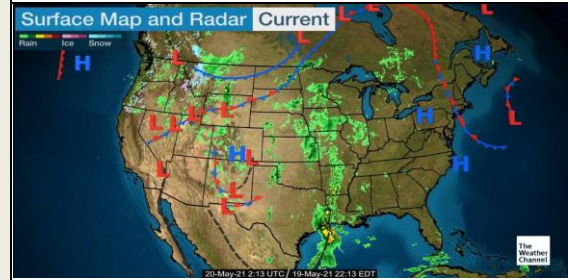 Surface Map and Radar Current
Rain Ice Snow
L
L
L
H
H
L
L
L
L
L
H
L
H
L
L
H
L
L
20-May-21 2:13 UTC / 19-May-21 22:13 EDT
The
Weather
Channel